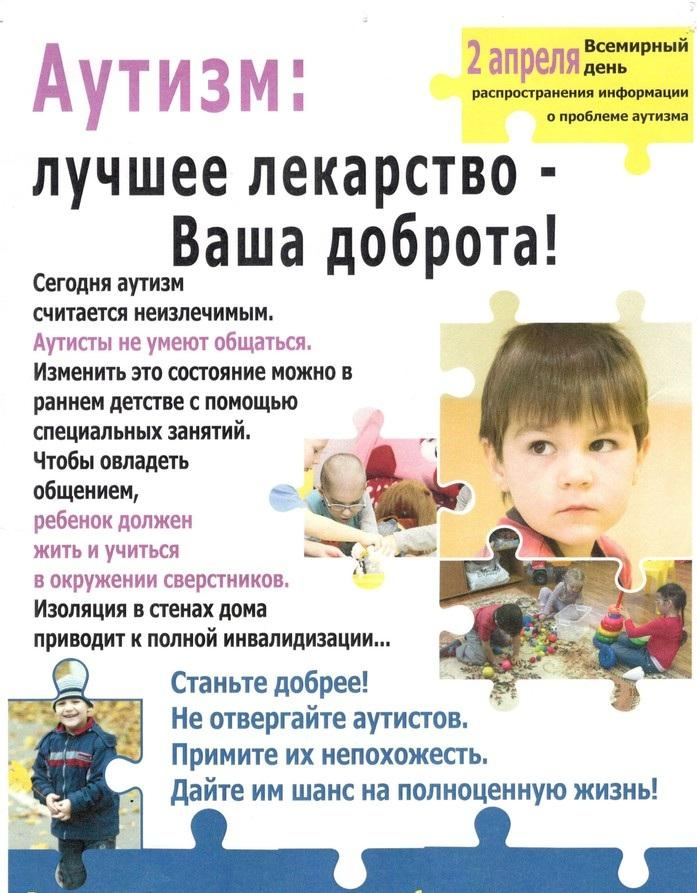 Аутизм:
2 апреля Всемирный
день
распространения информации
о проблеме аутизма
лучшее лекарство -
Ваша доброта!
Сегодня аутизм
считается неизлечимым.
Аутисты не умеют общаться.
Изменить это состояние можно в
раннем детстве с помощью
специальных занятий.
Чтобы овладеть
общением,
ребенок должен
жить и учиться
в окружении сверстников.
Изоляция в стенах дома
приводит к полной инвалидизации...
Станьте добрее!
Не отвергайте аутистов.
Примите их непохожесть.
Дайте им шанс на полноценную жизнь!